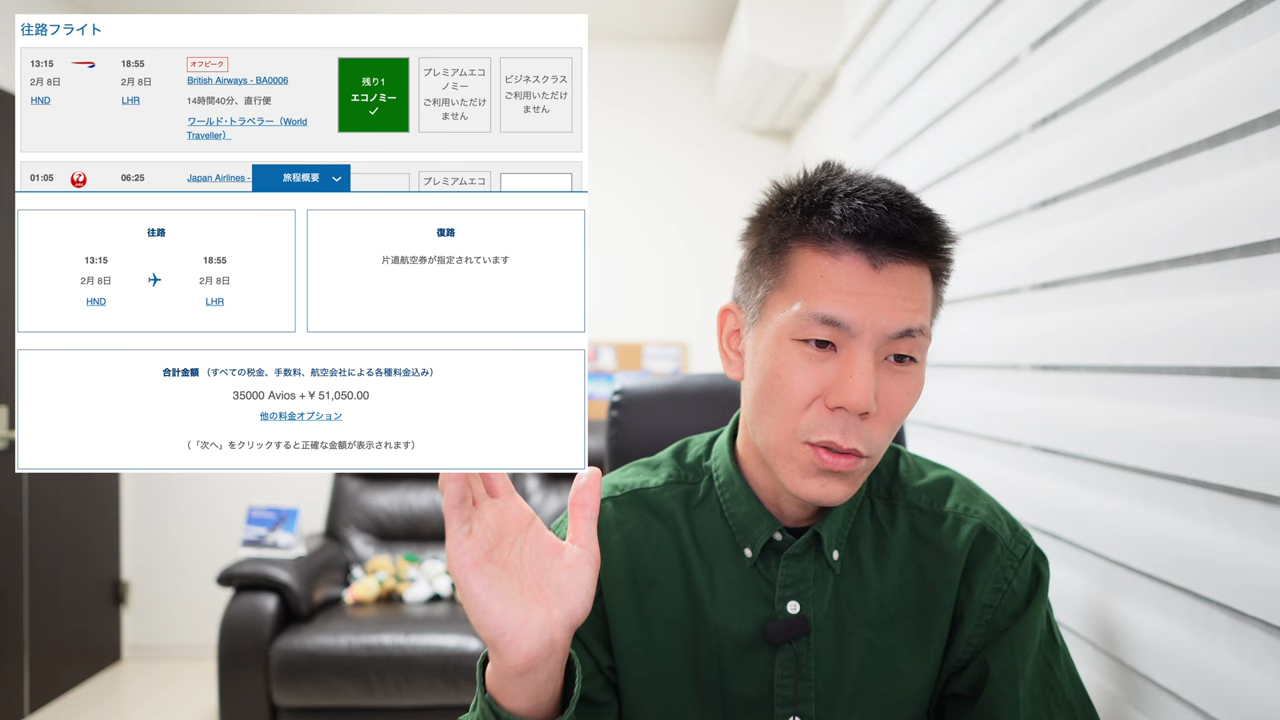 往路フライト
13:15
18:55
オフピーク
2月 8日
2月 8日
British Airways - BA0006
HND
LHR
14時間40分、直行便
ワールド・トラベラー（World
Traveller）
残り1
エコノミー
プレミアムエコ
ノミー
ご利用いただけ
ません
ビジネスクラス
ご利用いただけ
ません
01:05
06:25
Japan Airlines -
旅程概要
プレミアムエコ
往路
13:15
18:55
2月 8日
2月 8日
HND
LHR
復路
片道航空券が指定されています
合計金額 （すべての税金、手数料、航空会社による各種料金込み）
35000 Avios + ¥ 51,050.00
他の料金オプション
（「次へ」をクリックすると正確な金額が表示されます）